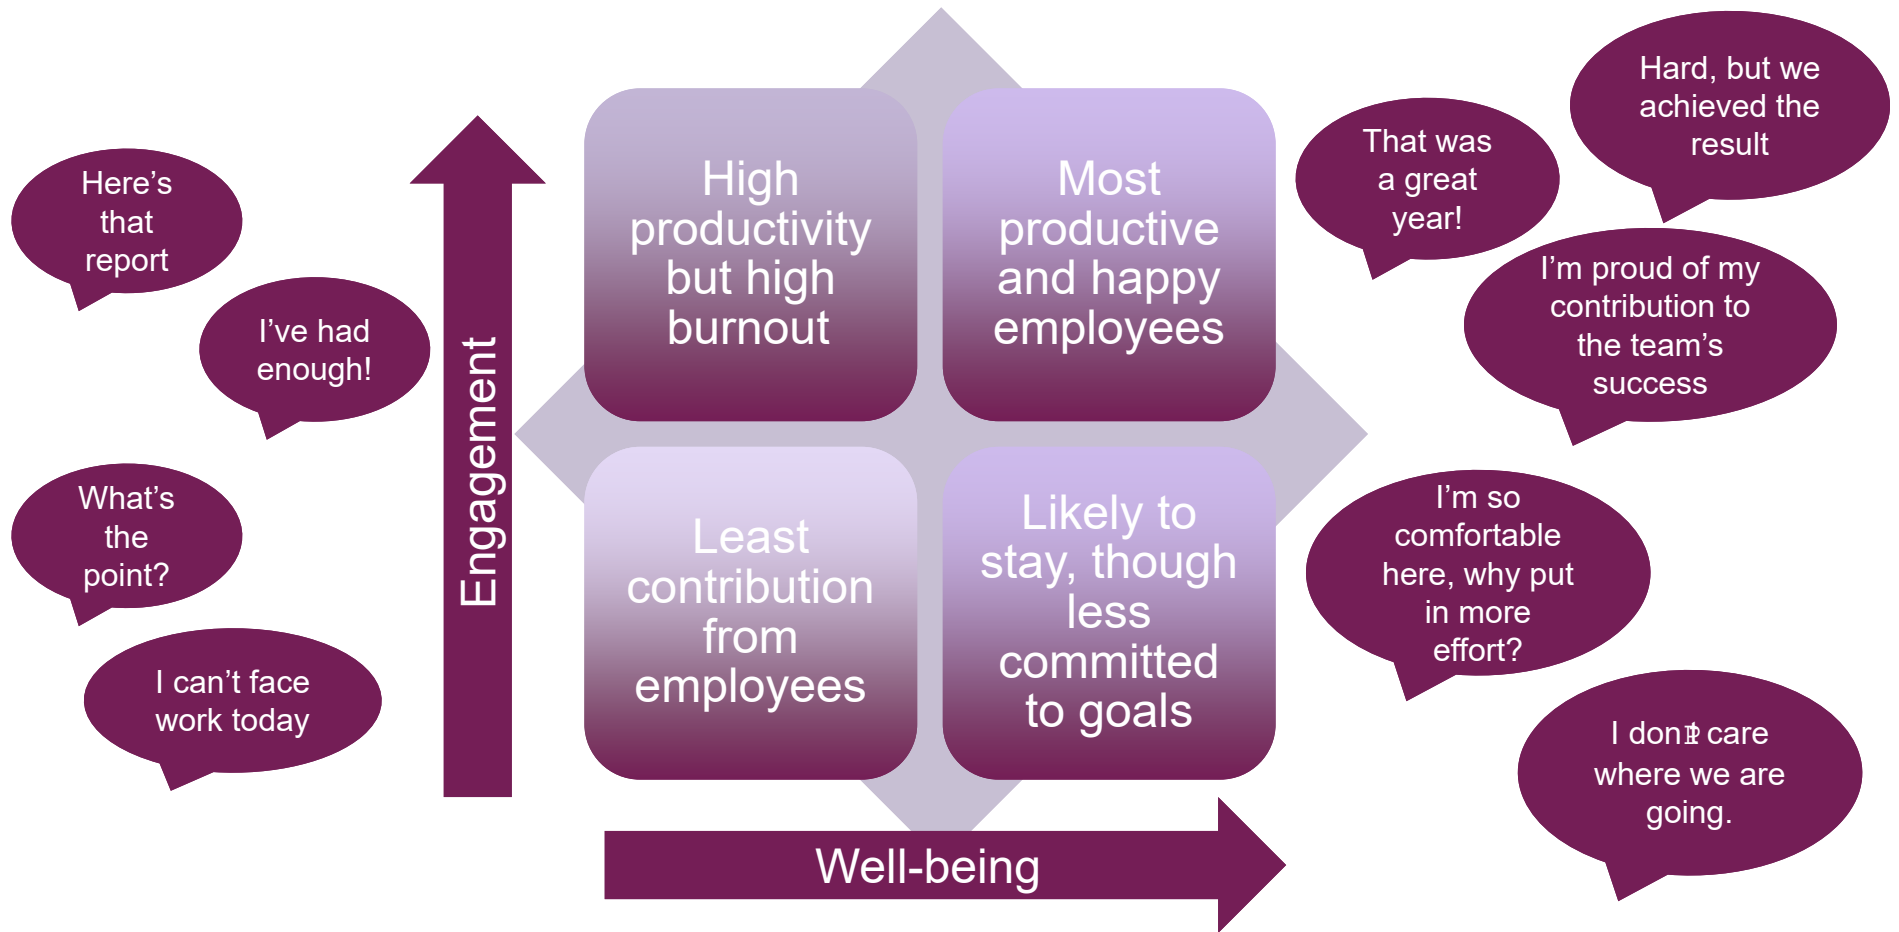 Here’s
that
report
I’ve had
enough!
What’s
the
point?
I can’t face
work today
Engagement
High
productivity
but high
burnout
Most
productive
and happy
employees
Least
contribution
from
employees
Likely to
stay, though
less
committed
to goals
Well-being
That was
a great
year!
Hard, but we
achieved the
result
I’m proud of my
contribution to
the team’s
success
I’m so
comfortable
here, why put
in more
effort?
I care
where we are
going.